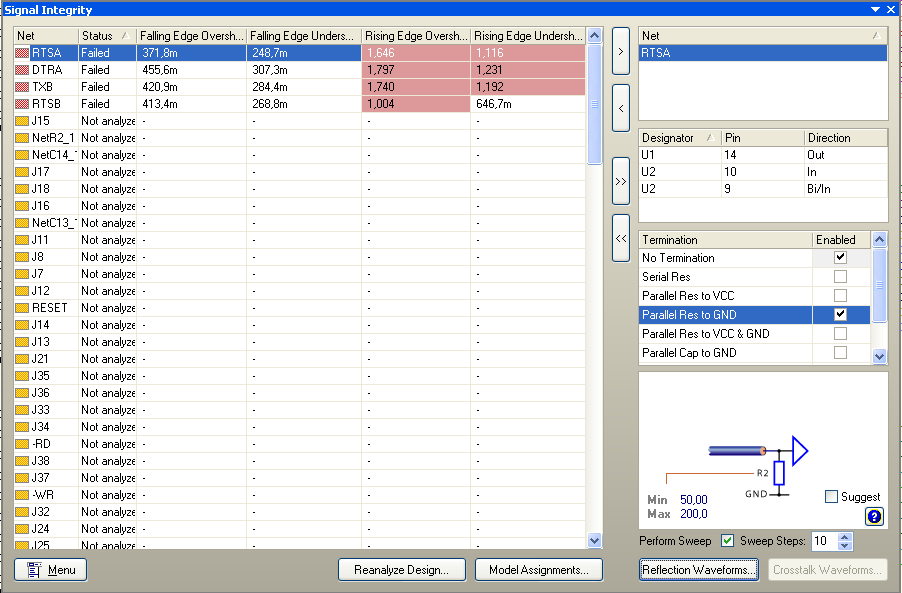 Signal Integrity
Net Status Falling Edge Oversh... Falling Edge Unders... Rising Edge Oversh... Rising Edge Undersh...
RTSA Failed 371,8m 248,7m 1,646 1,116
DTRA Failed 455,6m 307,3m 1,797 1,231
TXB Failed 420,9m 284,4m 1,740 1,192
RTSB Failed 413,4m 268,8m 1,004 646,7m
J15 Not analyze - - - -
NetR2_1 Not analyze - - - -
NetC14_ Not analyze - - - -
J17 Not analyze - - - -
J18 Not analyze - - - -
J16 Not analyze - - - -
NetC13_ Not analyze - - - -
J11 Not analyze - - - -
J8 Not analyze - - - -
J7 Not analyze - - - -
J12 Not analyze - - - -
RESET Not analyze - - - -
J14 Not analyze - - - -
J13 Not analyze - - - -
J21 Not analyze - - - -
J35 Not analyze - - - -
J36 Not analyze - - - -
J33 Not analyze - - - -
J34 Not analyze - - - -
-RD Not analyze - - - -
J38 Not analyze - - - -
J37 Not analyze - - - -
-WR Not analyze - - - -
J32 Not analyze - - - -
J24 Not analyze - - - -
J25 Not analyze - - - -
Menu Reanalyze Design... Model Assignments...
>
<
>>
<<
Net
RTSA
Designator Pin Direction
U1 14 Out
U2 10 In
U2 9 Bi/In
Termination Enabled
No Termination
Serial Res
Parallel Res to VCC
Parallel Res to GND
Parallel Res to VCC & GND
Parallel Cap to GND
R2
GND
Min 50,00
Max 200,0
Suggest
?
Perform Sweep Sweep Steps: 10
Reflection Waveforms... Crosstalk Waveforms...